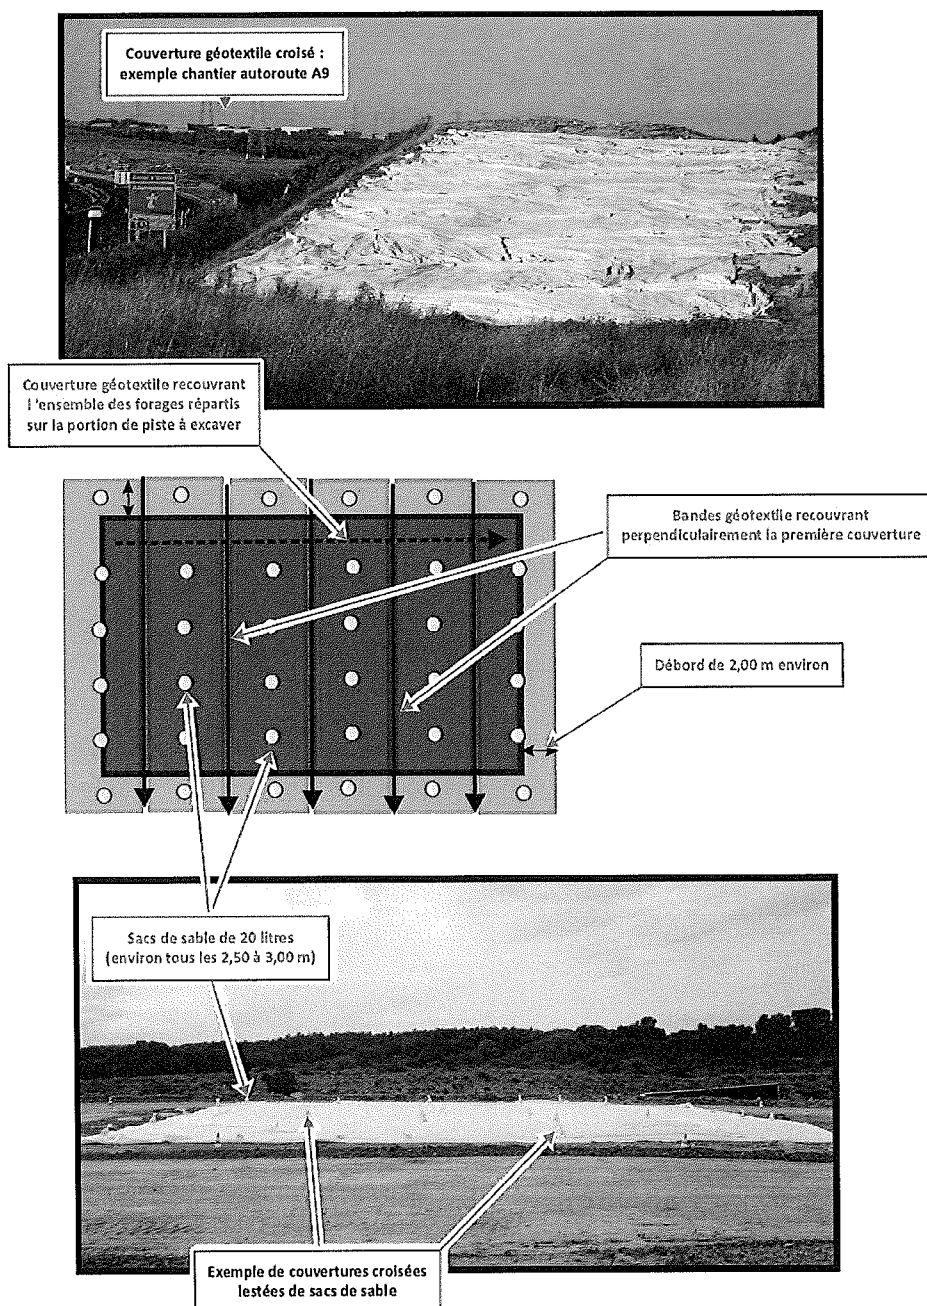 Couverture géotextile croisé :
exemple chantier autoroute A9
Couverture géotextile recouvrant
l 'ensemble des forages répartis
sur la portion de piste à excaver
Bandes géotextile recouvrant
perpendiculairement la première couverture
Débord de 2,00 m environ
Sacs de sable de 20 litres
(environ tous les 2,50 à 3,00 m)
Exemple de couvertures croisées
lestées de sacs de sable